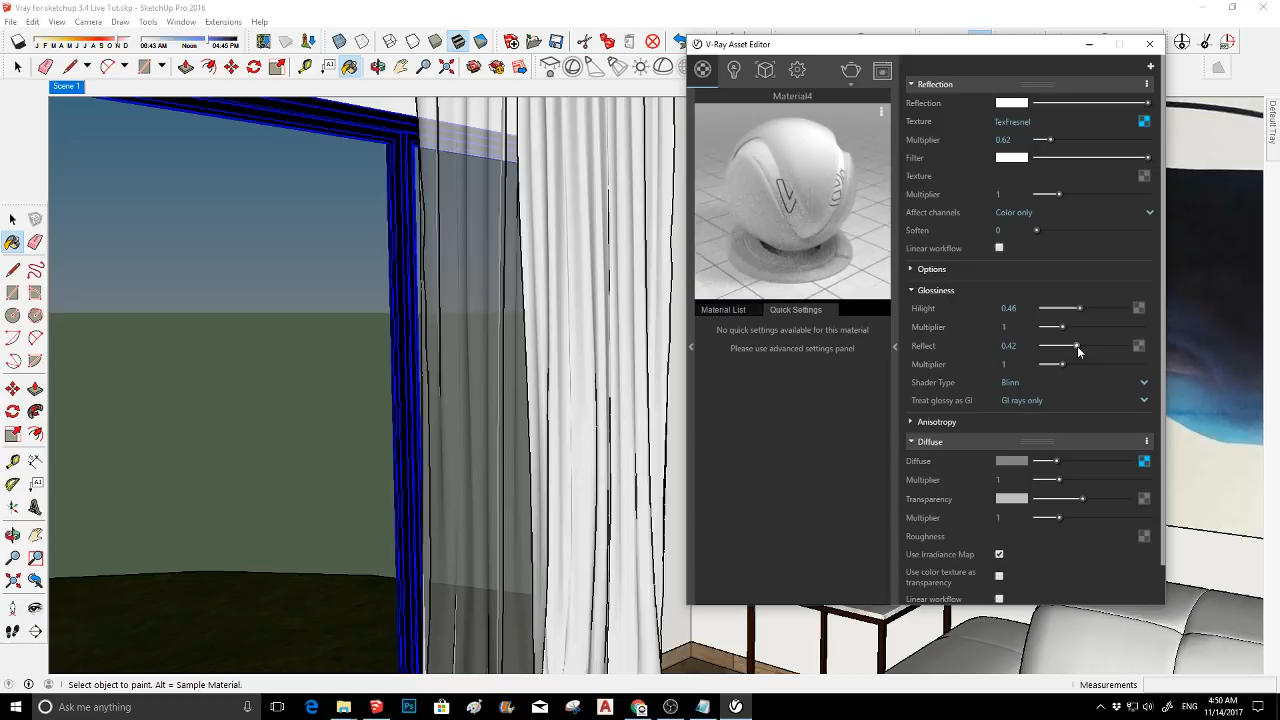 Vray for sketchup 3.4 Live Tut.skp - SketchUp Pro 2016
File Edit View Camera Draw Tools Window Extensions Help
J F M A M J J A S O N D
06:43 AM Noon 04:43 PM
V-Ray Asset Editor
Scene 1
Default Tray
Material4
Material List
Quick Settings
No quick settings available for this material
Please use advanced settings panel
Reflection
Reflection
Texture TexFresnel
Multiplier 0.62
Filter
Texture
Multiplier 1
Affect channels Color only
Soften 0
Linear workflow
Options
Glossiness
Hilight 0.46
Multiplier 1
Reflect 0.42
Multiplier 1
Shader Type Blinn
Treat glossy as GI GI rays only
Anisotropy
Diffuse
Diffuse
Multiplier 1
Transparency
Multiplier 1
Roughness
Use Irradiance Map
Use color texture as
transparency
Linear workflow
Select object to paint. Alt = Sample Material.
Measurements
Ask me anything
4:50 AM
11/14/2017